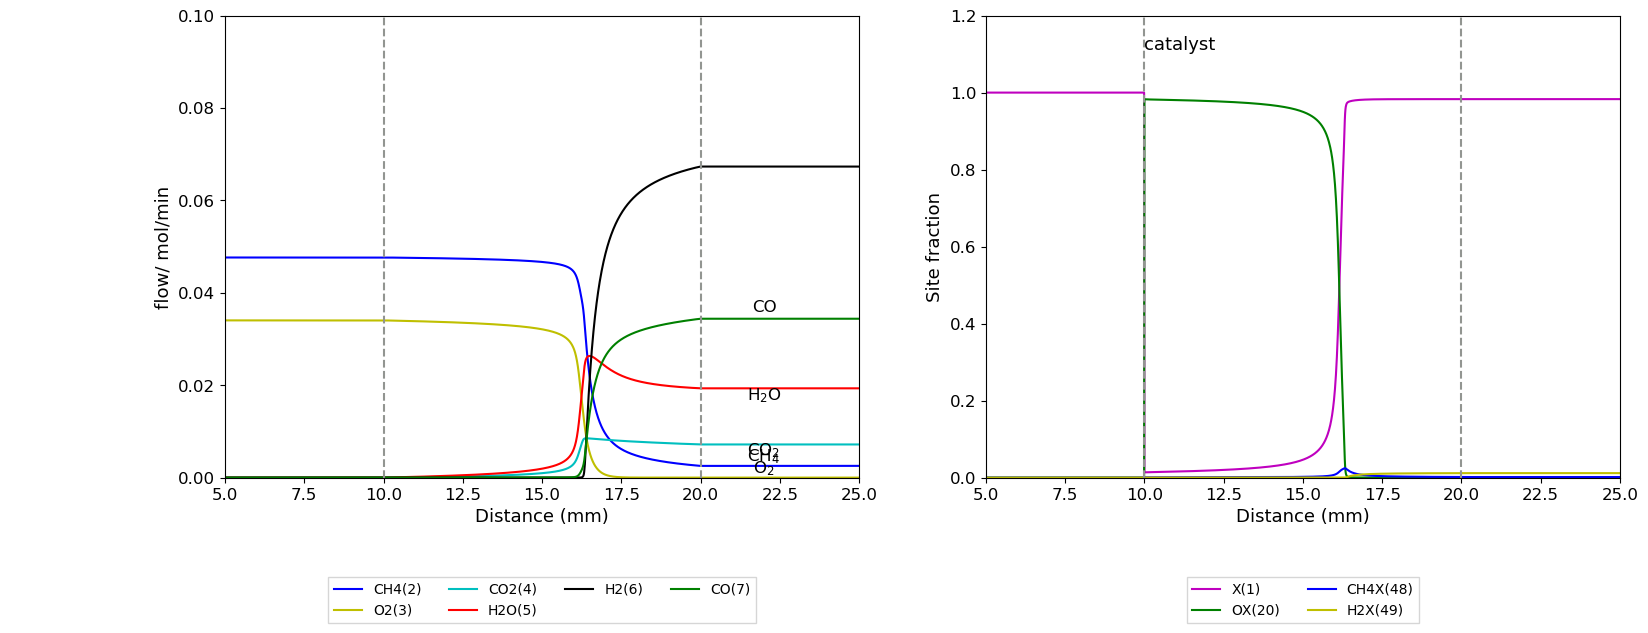 0.10
0.08
0.06
0.04
0.02
0.00
flow/ mol/min
CO
H₂O
CO₂
CH₄
O₂
5.0 7.5 10.0 12.5 15.0 17.5 20.0 22.5 25.0
Distance (mm)
CH4(2) CO2(4) H2(6) CO(7)
O2(3) H2O(5)
1.2
1.0
0.8
0.6
0.4
0.2
0.0
Site fraction
catalyst
5.0 7.5 10.0 12.5 15.0 17.5 20.0 22.5 25.0
Distance (mm)
X(1) CH4X(48)
OX(20) H2X(49)